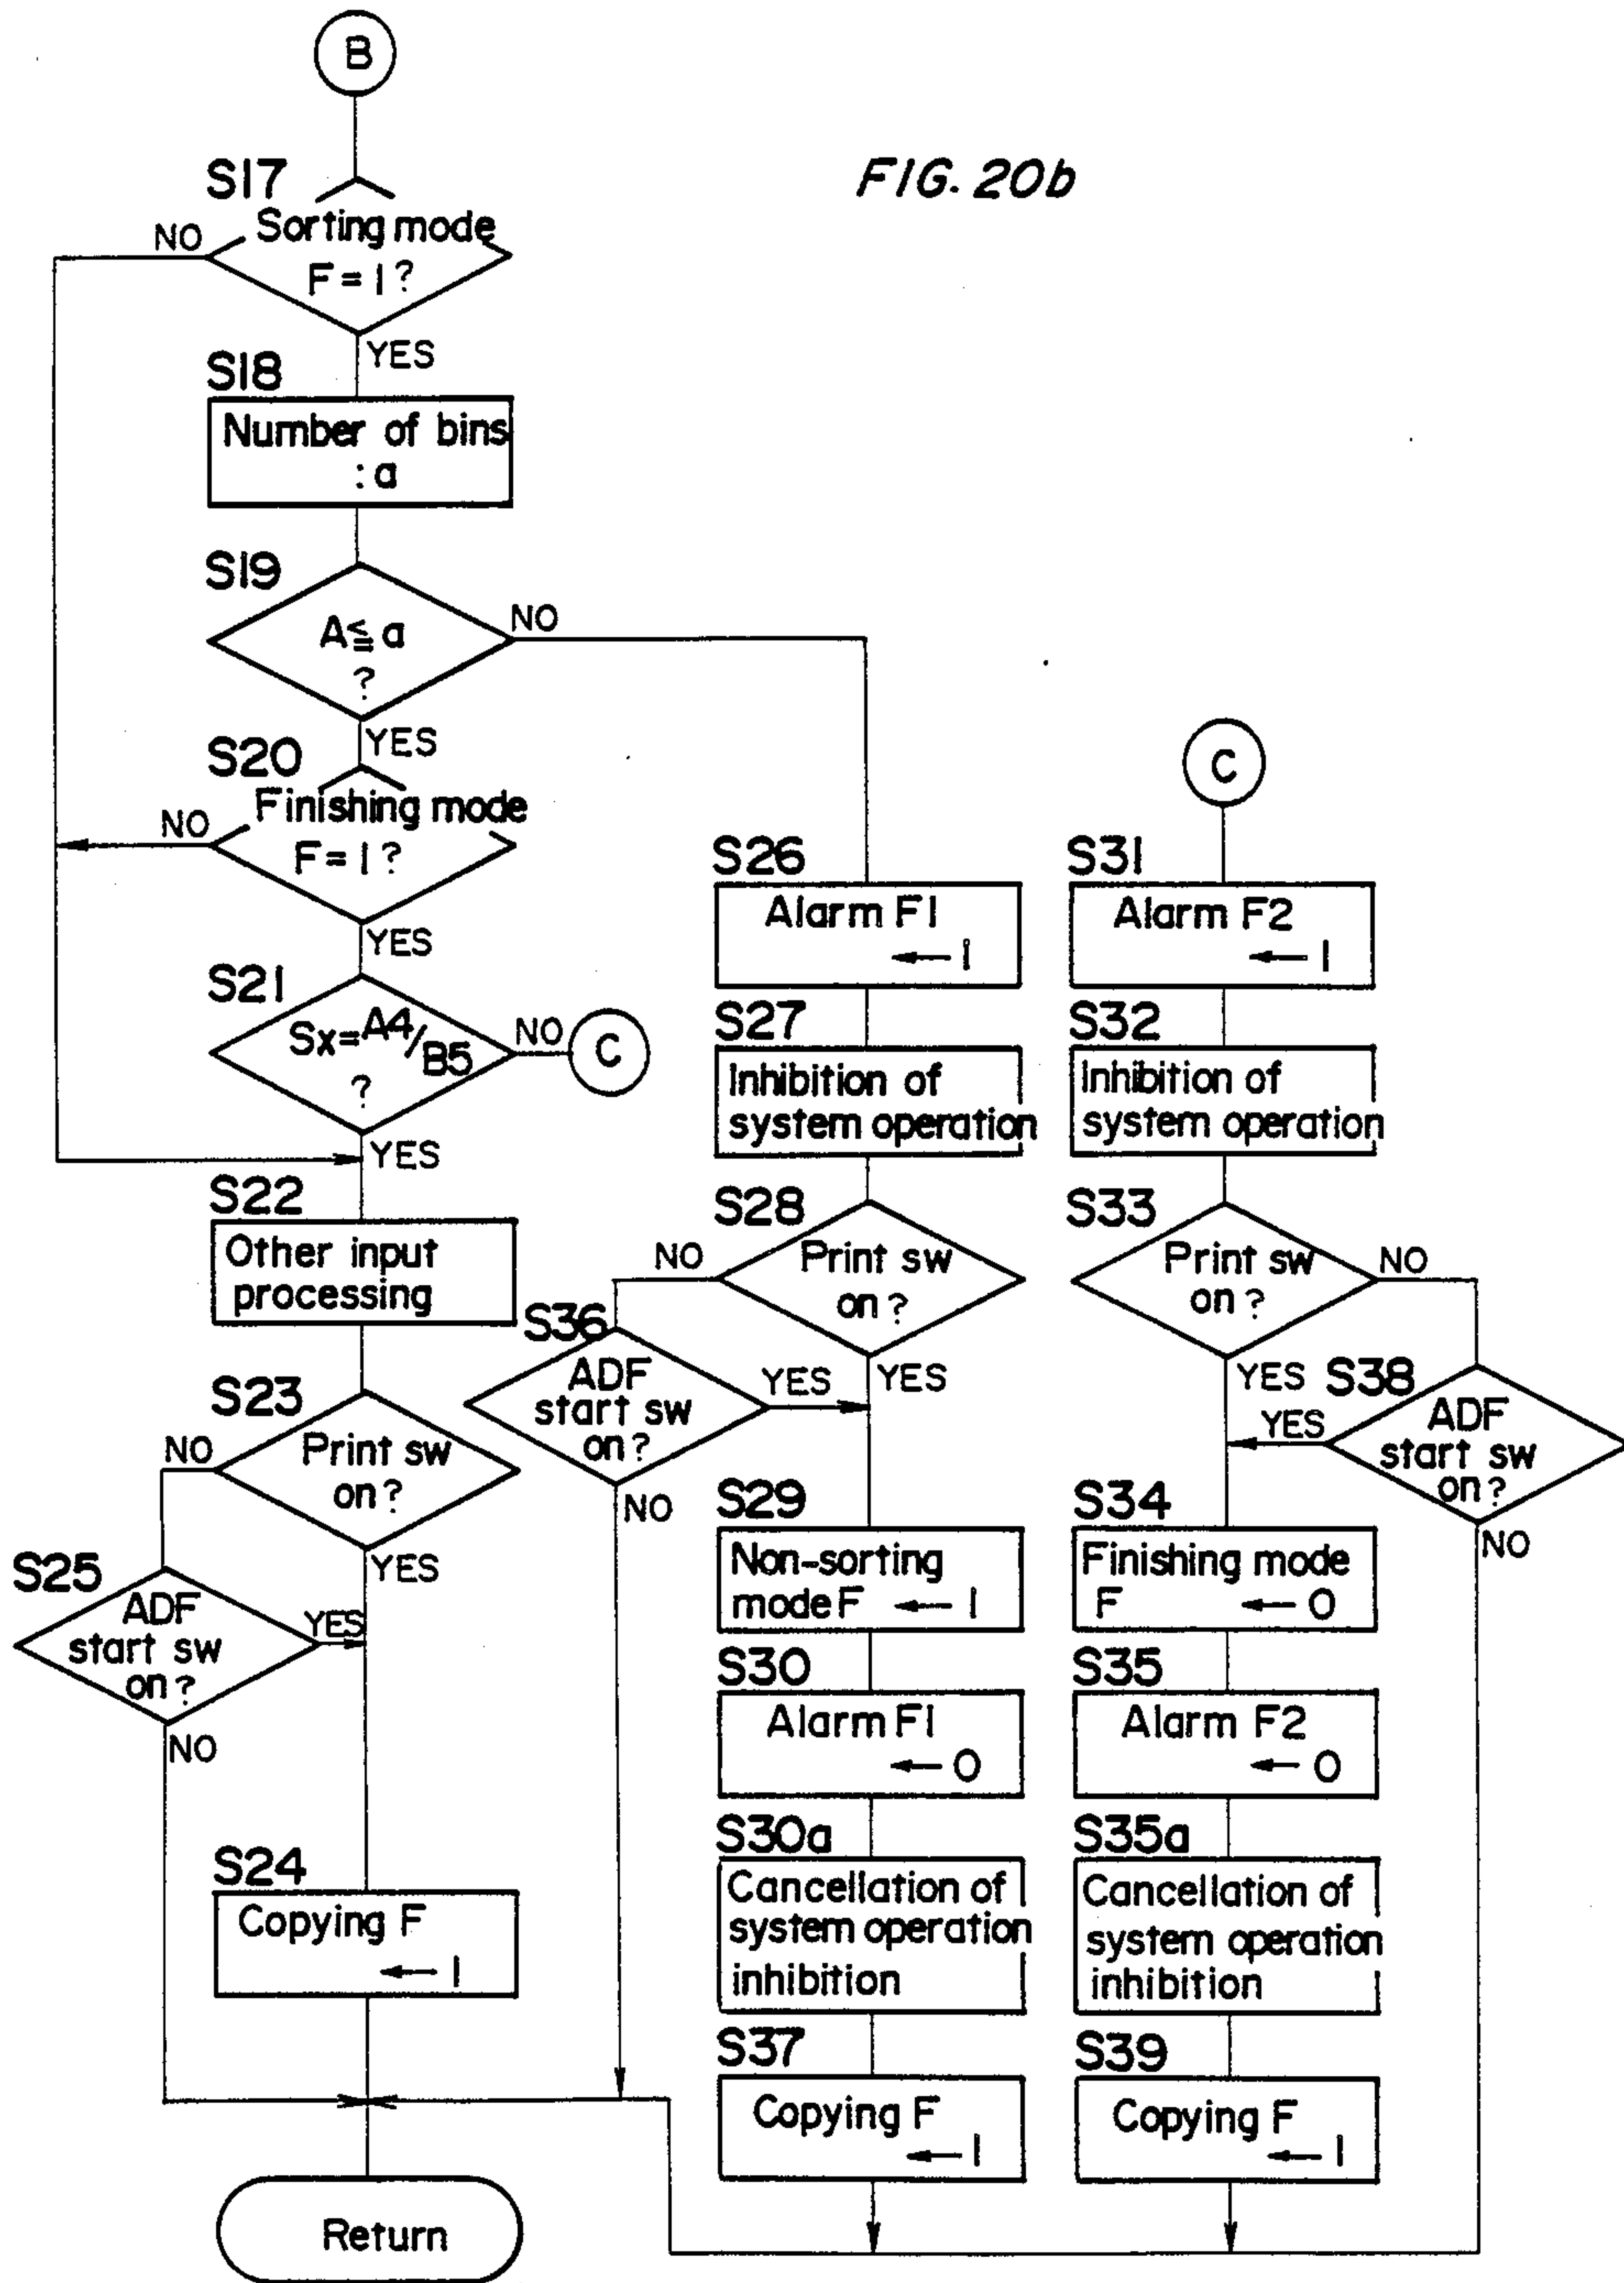 B
FIG. 20b
S17
Sorting mode
F=1?
NO
YES
S18
Number of bins
: a
S19
A≦a
?
NO
YES
S20
Finishing mode
F=1?
NO
YES
S21
Sx=A4/B5
?
NO
C
YES
S22
Other input
processing
S23
Print sw
on?
NO
YES
S25
ADF
start sw
on?
YES
NO
S24
Copying F
← 1
Return
S26
Alarm F1
← 1
S27
Inhibition of
system operation
S28
Print sw
on?
NO
YES
S36
ADF
start sw
on?
YES
NO
S29
Non-sorting
mode F ← 1
S30
Alarm F1
← 0
S30a
Cancellation of
system operation
inhibition
S37
Copying F
← 1
C
S31
Alarm F2
← 1
S32
Inhibition of
system operation
S33
Print sw
on?
NO
YES
S38
ADF
start sw
on?
YES
NO
S34
Finishing mode
F ← 0
S35
Alarm F2
← 0
S35a
Cancellation of
system operation
inhibition
S39
Copying F
← 1